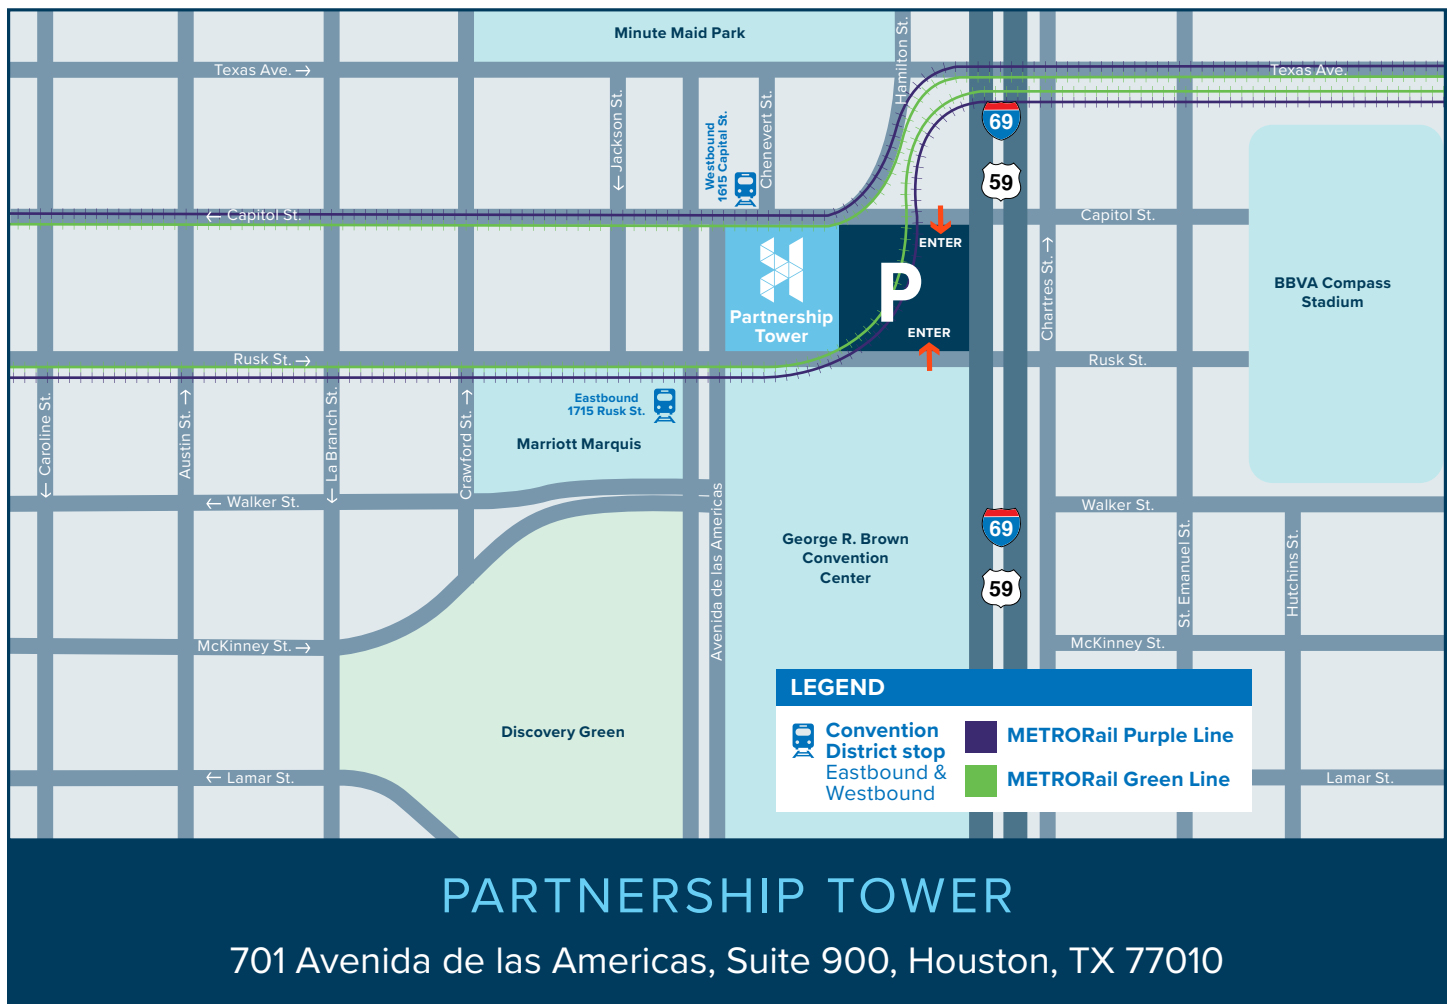 Minute Maid Park
Hamilton St.
Texas Ave. →
Texas Ave.
← Jackson St.
Westbound
1615 Capital St.
Chenevert St.
69
59
← Capitol St.
Capitol St.
ENTER
P
ENTER
Partnership
Tower
Chartres St. →
BBVA Compass
Stadium
Rusk St. →
Rusk St.
← Caroline St.
Austin St. →
← La Branch St.
Crawford St. →
Eastbound
1715 Rusk St.
Marriott Marquis
← Walker St.
Walker St.
Avenida de las Americas
George R. Brown
Convention
Center
69
59
St. Emanuel St.
Hutchins St.
McKinney St. →
McKinney St.
Discovery Green
← Lamar St.
Lamar St.
LEGEND
Convention
District stop
Eastbound &
Westbound
METRORail Purple Line
METRORail Green Line
PARTNERSHIP TOWER
701 Avenida de las Americas, Suite 900, Houston, TX 77010